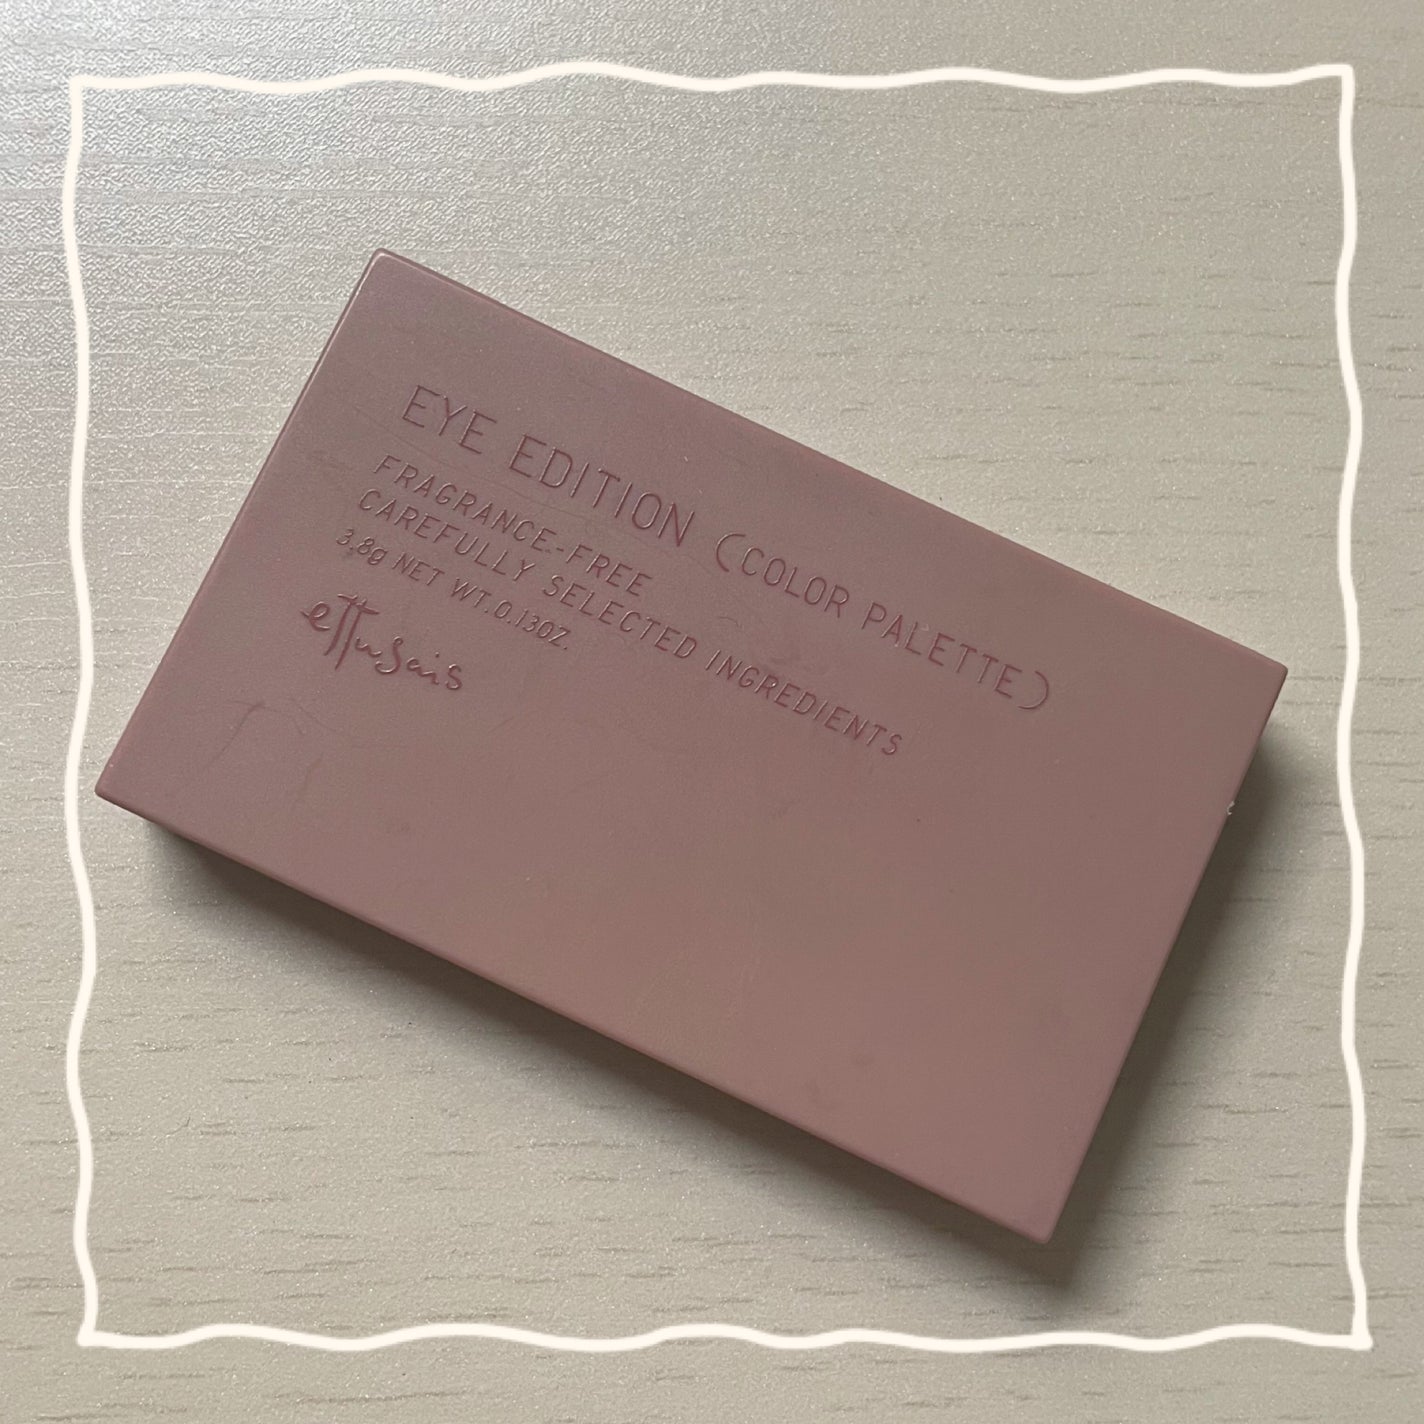 EYE EDITION (COLOR PALETTE)
FRAGRANCE-FREE
CAREFULLY SELECTED INGREDIENTS
3.8g NET WT.0.13OZ.
ettusais